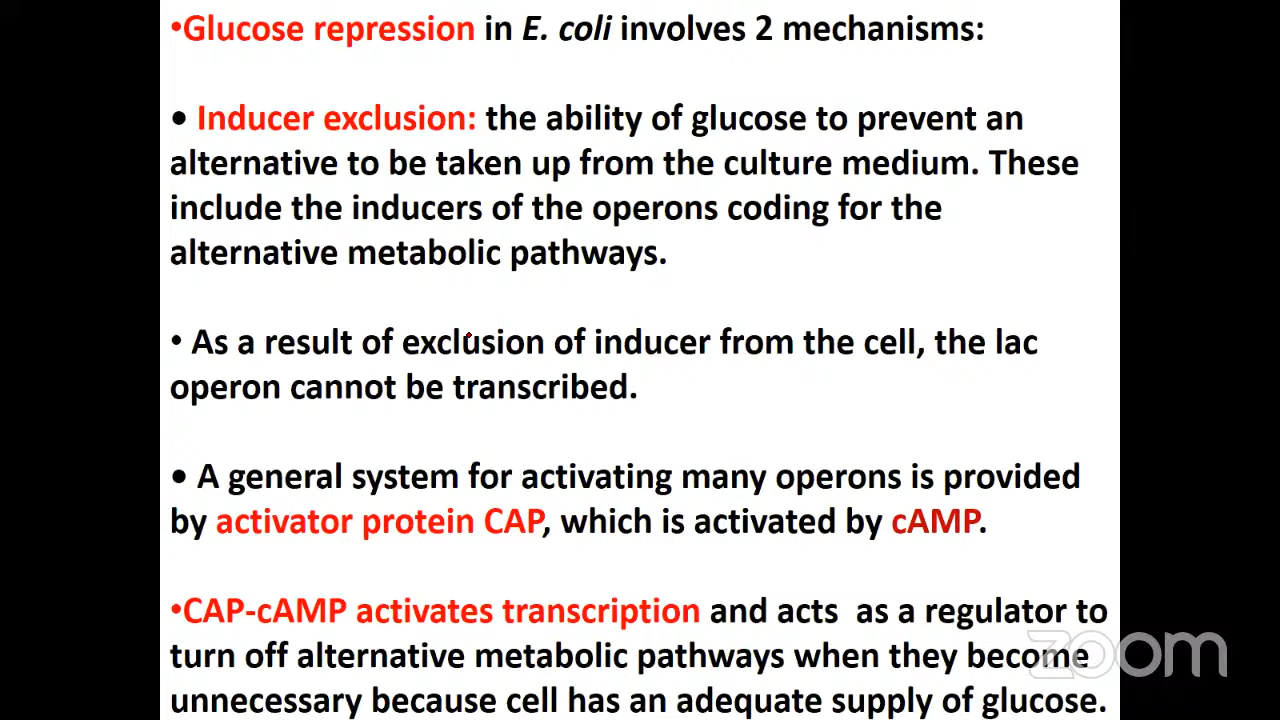 •Glucose repression in E. coli involves 2 mechanisms:
• Inducer exclusion: the ability of glucose to prevent an
alternative to be taken up from the culture medium. These
include the inducers of the operons coding for the
alternative metabolic pathways.
• As a result of exclusion of inducer from the cell, the lac
operon cannot be transcribed.
• A general system for activating many operons is provided
by activator protein CAP, which is activated by cAMP.
•CAP-cAMP activates transcription and acts as a regulator to
turn off alternative metabolic pathways when they become
unnecessary because cell has an adequate supply of glucose.
zoom